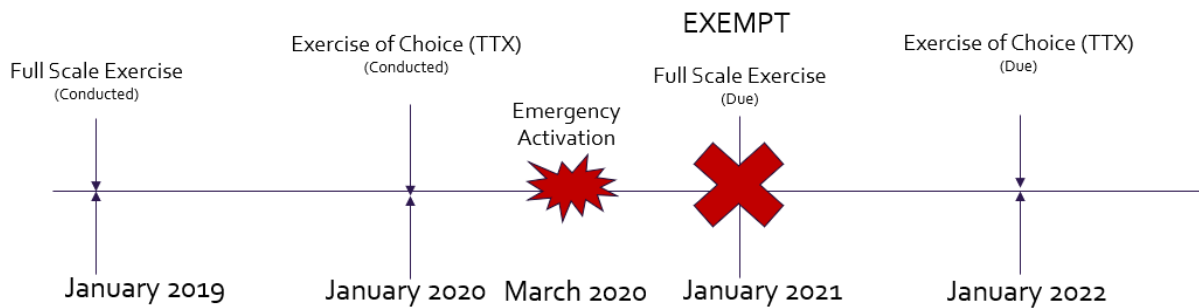 EXEMPT
Full Scale Exercise
(Conducted)
Exercise of Choice (TTX)
(Conducted)
Emergency
Activation
Full Scale Exercise
(Due)
Exercise of Choice (TTX)
(Due)
January 2019
January 2020
March 2020
January 2021
January 2022